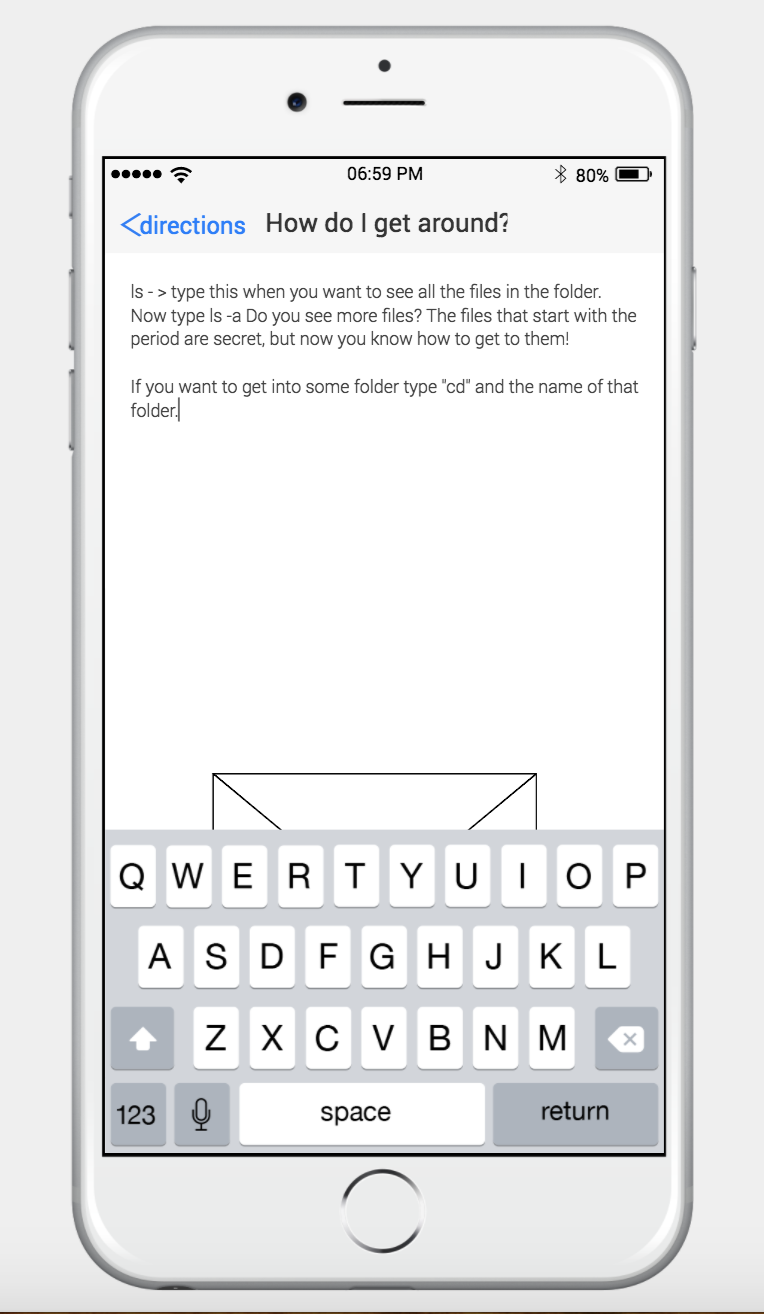 06:59 PM 80%
<directions How do I get around?
ls - > type this when you want to see all the files in the folder.
Now type ls -a Do you see more files? The files that start with the
period are secret, but now you know how to get to them!
If you want to get into some folder type "cd" and the name of that
folder.
Q W E R T Y U I O P
A S D F G H J K L
Z X C V B N M
123 space return